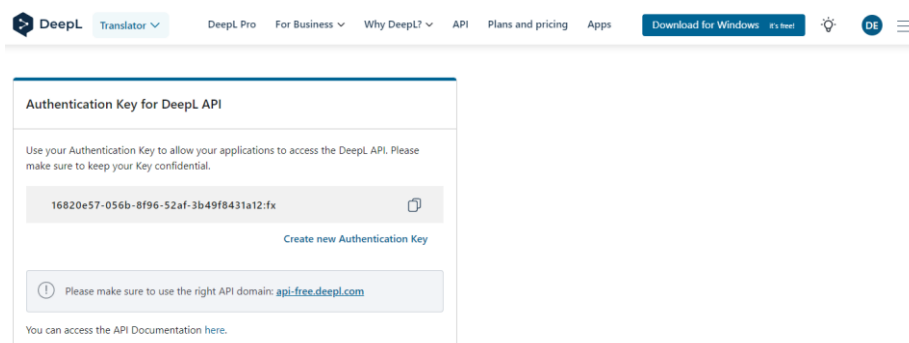 DeepL Translator DeepL Pro For Business Why DeepL? API Plans and pricing Apps Download for Windows it's free! DE
Authentication Key for DeepL API
Use your Authentication Key to allow your applications to access the DeepL API. Please
make sure to keep your Key confidential.
16820e57-056b-8f96-52af-3b49f8431a12:fx
Create new Authentication Key
Please make sure to use the right API domain: api-free.deepl.com
You can access the API Documentation here.